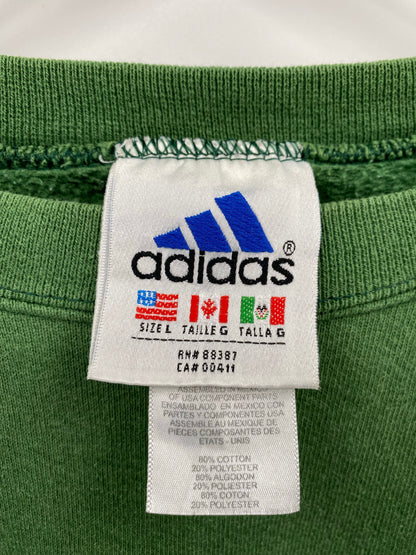 adidas®
SIZE L TAILLE G TALLA G
RN# 88387
CA# 00411
ASSEMBLED IN MEXICO
OF USA COMPONENT PARTS
ENSAMBLADO EN MEXICO CON
PARTES Y COMPONENTES USA
ASSEMBLE AU MEXIQUE DE
PIECES COMPOSANTES DES
ETATS - UNIS
80% COTTON
20% POLYESTER
80% ALGODON
20% POLIESTER
80% COTON
20% POLYESTER